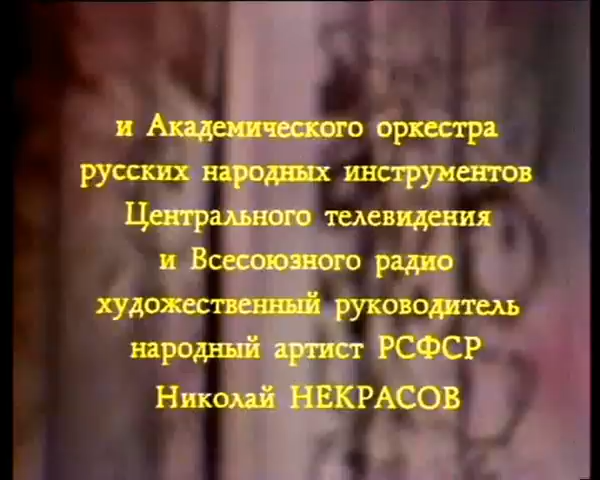 и Академического оркестра
русских народных инструментов
Центрального телевидения
и Всесоюзного радио
художественный руководитель
народный артист РСФСР
Николай НЕКРАСОВ